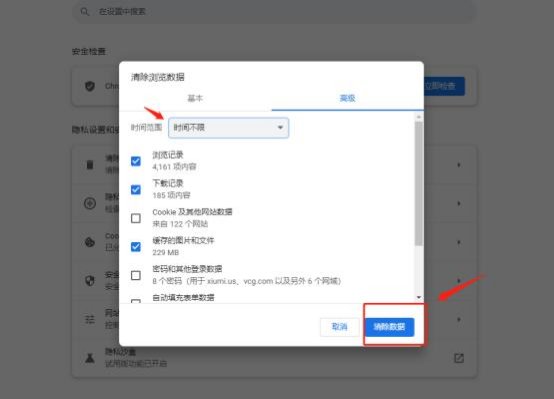 在设置中搜索
安全检查
Chr
立即检查
隐私设置和安
清除浏览数据
基本
高级
时间范围
时间不限
浏览记录
4,161 项内容
下载记录
185 项内容
Cookie 及其他网站数据
来自 122 个网站
缓存的图片和文件
229 MB
密码和其他登录数据
8 个密码（用于 xiumi.us、vcg.com 以及另外 6 个网域）
自动填充表单数据
取消
清除数据
清除
清除
隐私
检查
Coo
已阻
安全
安全
网站
控制
隐私沙盒
试用版功能已开启